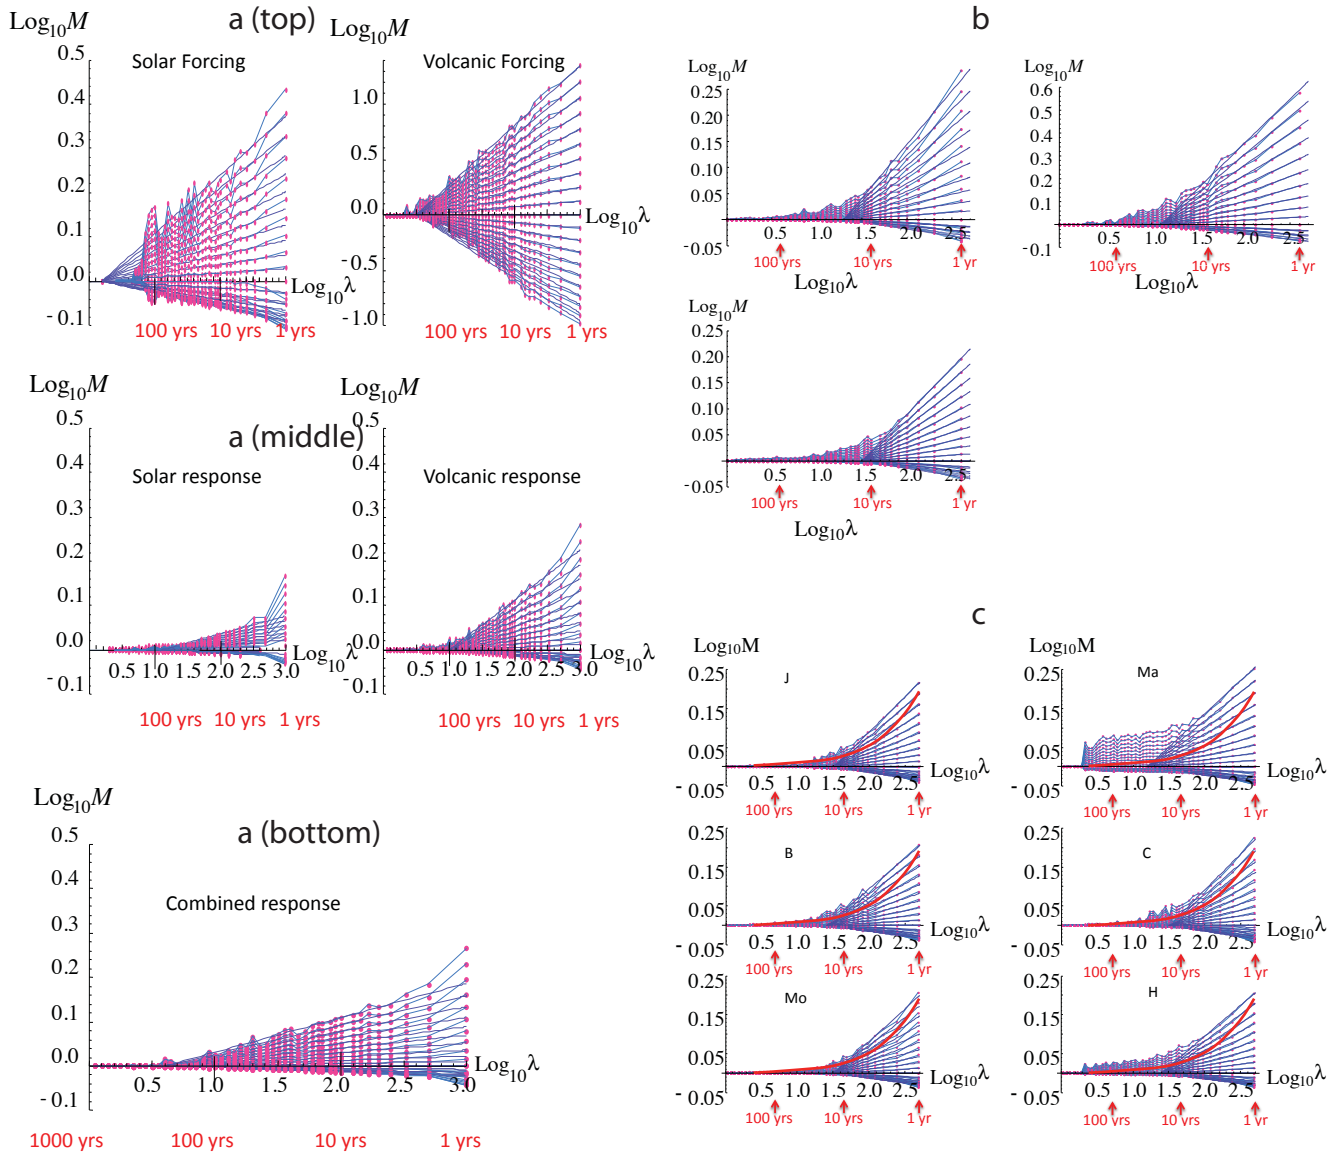 a (top)
Log10M
Solar Forcing
0.5
0.4
0.3
0.2
0.1
0.0
- 0.1
Log10λ
100 yrs 10 yrs 1 yrs
Log10M
Volcanic Forcing
1.0
0.5
0.0
-0.5
-1.0
Log10λ
100 yrs 10 yrs 1 yrs
a (middle)
Log10M
Solar response
0.5
0.4
0.3
0.2
0.1
0.0
-0.1
Log10λ
0.5 1.0 1.5 2.0 2.5 3.0
100 yrs 10 yrs 1 yrs
Log10M
Volcanic response
0.5
0.4
0.3
0.2
0.1
0.0
-0.1
Log10λ
0.5 1.0 1.5 2.0 2.5 3.0
100 yrs 10 yrs 1 yrs
a (bottom)
Log10M
Combined response
0.5
0.4
0.3
0.2
0.1
0.0
- 0.1
Log10λ
0.5 1.0 1.5 2.0 2.5 3.0
1000 yrs 100 yrs 10 yrs 1 yrs
b
Log10M
0.25
0.20
0.15
0.10
0.05
-0.05
0.5 1.0 1.5 2.0 2.5
100 yrs 10 yrs 1 yr
Log10λ
Log10M
0.6
0.5
0.4
0.3
0.2
0.1
-0.1
0.5 1.0 1.5 2.0 2.5
100 yrs 10 yrs 1 yr
Log10λ
Log10M
0.25
0.20
0.15
0.10
0.05
-0.05
0.5 1.0 1.5 2.0 2.5
100 yrs 10 yrs 1 yr
Log10λ
c
Log10M
J
0.25
0.15
0.05
- 0.05
0.5 1.0 1.5 2.0 2.5
Log10λ
100 yrs 10 yrs 1 yr
Log10M
Ma
0.25
0.15
0.05
- 0.05
0.5 1.0 1.5 2.0 2.5
Log10λ
100 yrs 10 yrs 1 yr
B
0.25
0.15
0.05
- 0.05
0.5 1.0 1.5 2.0 2.5
Log10λ
100 yrs 10 yrs 1 yr
C
0.25
0.15
0.05
- 0.05
0.5 1.0 1.5 2.0 2.5
Log10λ
100 yrs 10 yrs 1 yr
Mo
0.25
0.15
0.05
- 0.05
0.5 1.0 1.5 2.0 2.5
Log10λ
100 yrs 10 yrs 1 yr
H
0.25
0.15
0.05
- 0.05
0.5 1.0 1.5 2.0 2.5
Log10λ
100 yrs 10 yrs 1 yr